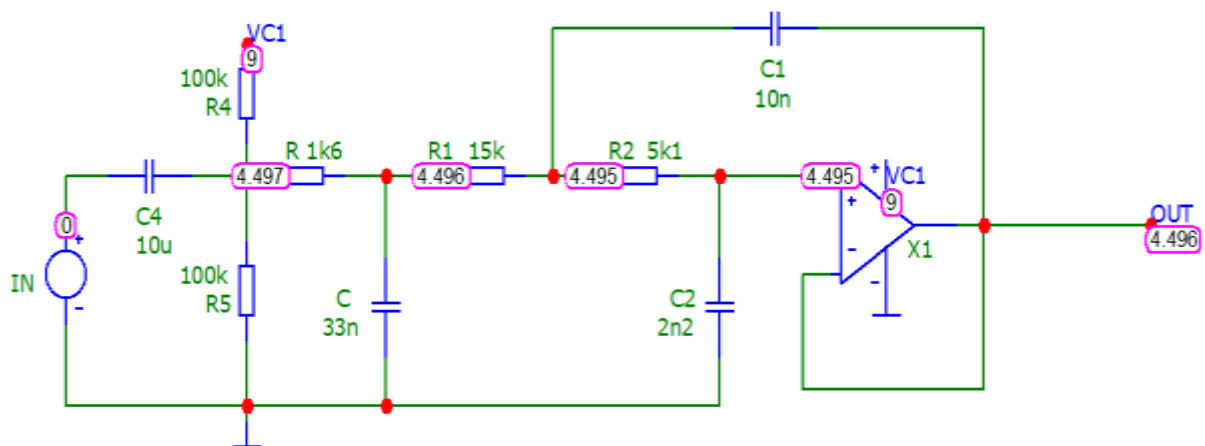 VC1
9
100k
R4
C1
10n
R 1k6
R1 15k
R2 5k1
4.497
4.496
4.495
4.495
+
VC1
9
C4
10u
0
+
IN
-
100k
R5
C
33n
C2
2n2
+
-
-
X1
OUT
4.496